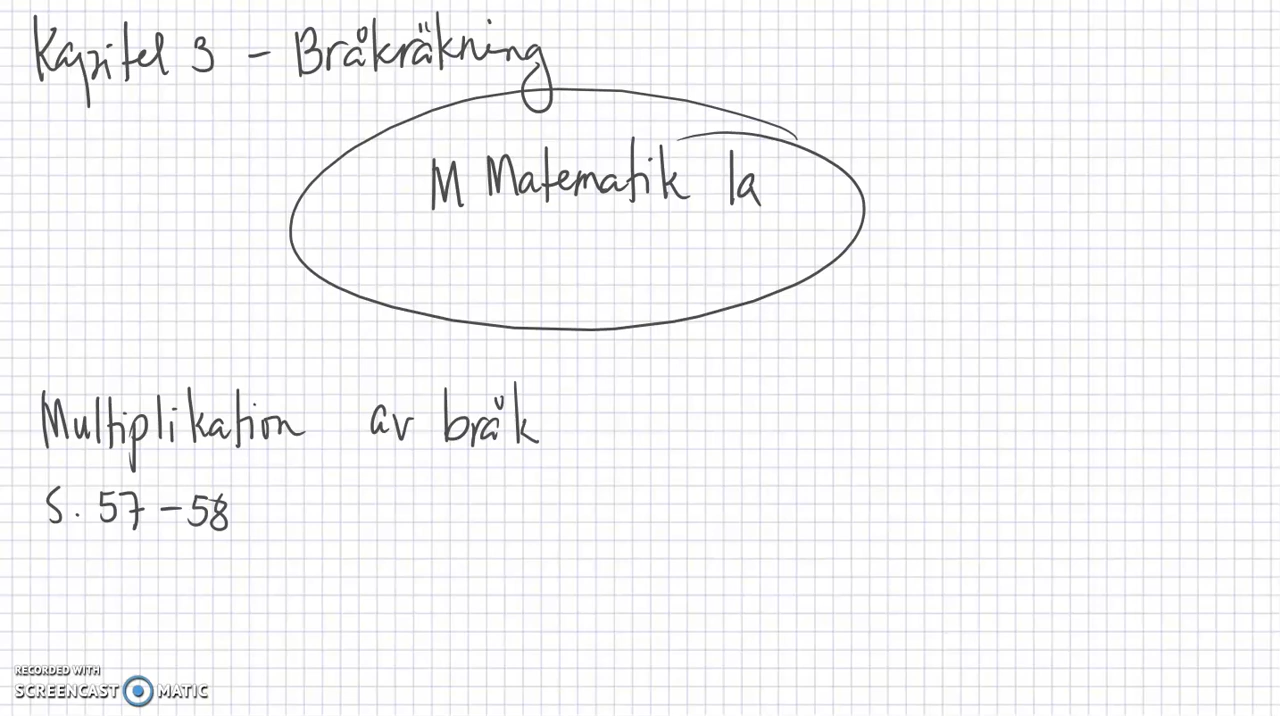 Kapitel 3 - Bråkräkning
M Matematik 1a
Multiplikation av bråk
S. 57-58
RECORDED WITH
SCREENCAST MATIC